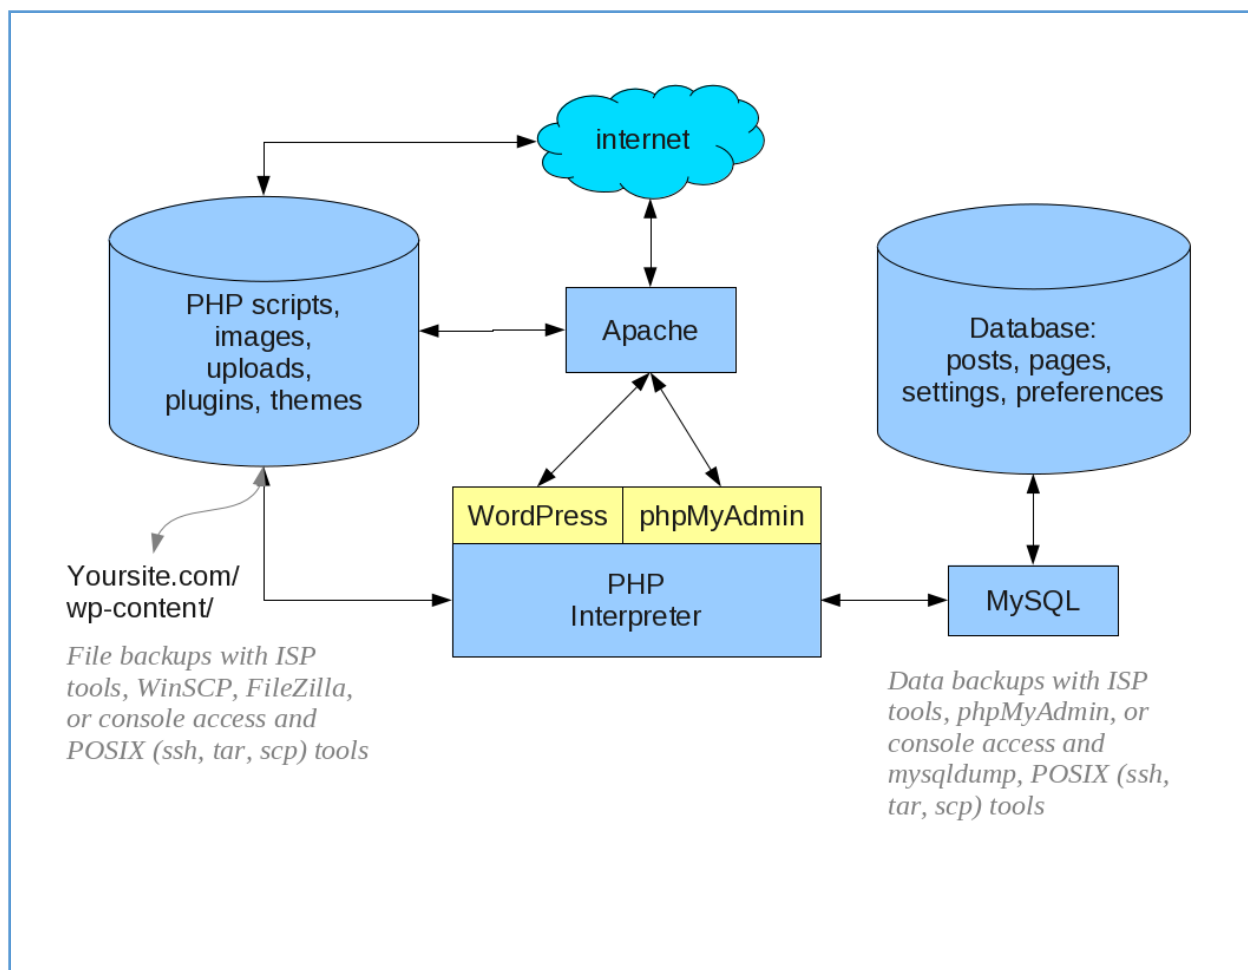 internet
PHP scripts,
images,
uploads,
plugins, themes
Apache
Database:
posts, pages,
settings, preferences
WordPress
phpMyAdmin
PHP
Interpreter
MySQL
Yoursite.com/
wp-content/
File backups with ISP
tools, WinSCP, FileZilla,
or console access and
POSIX (ssh, tar, scp) tools
Data backups with ISP
tools, phpMyAdmin, or
console access and
mysqldump, POSIX (ssh,
tar, scp) tools